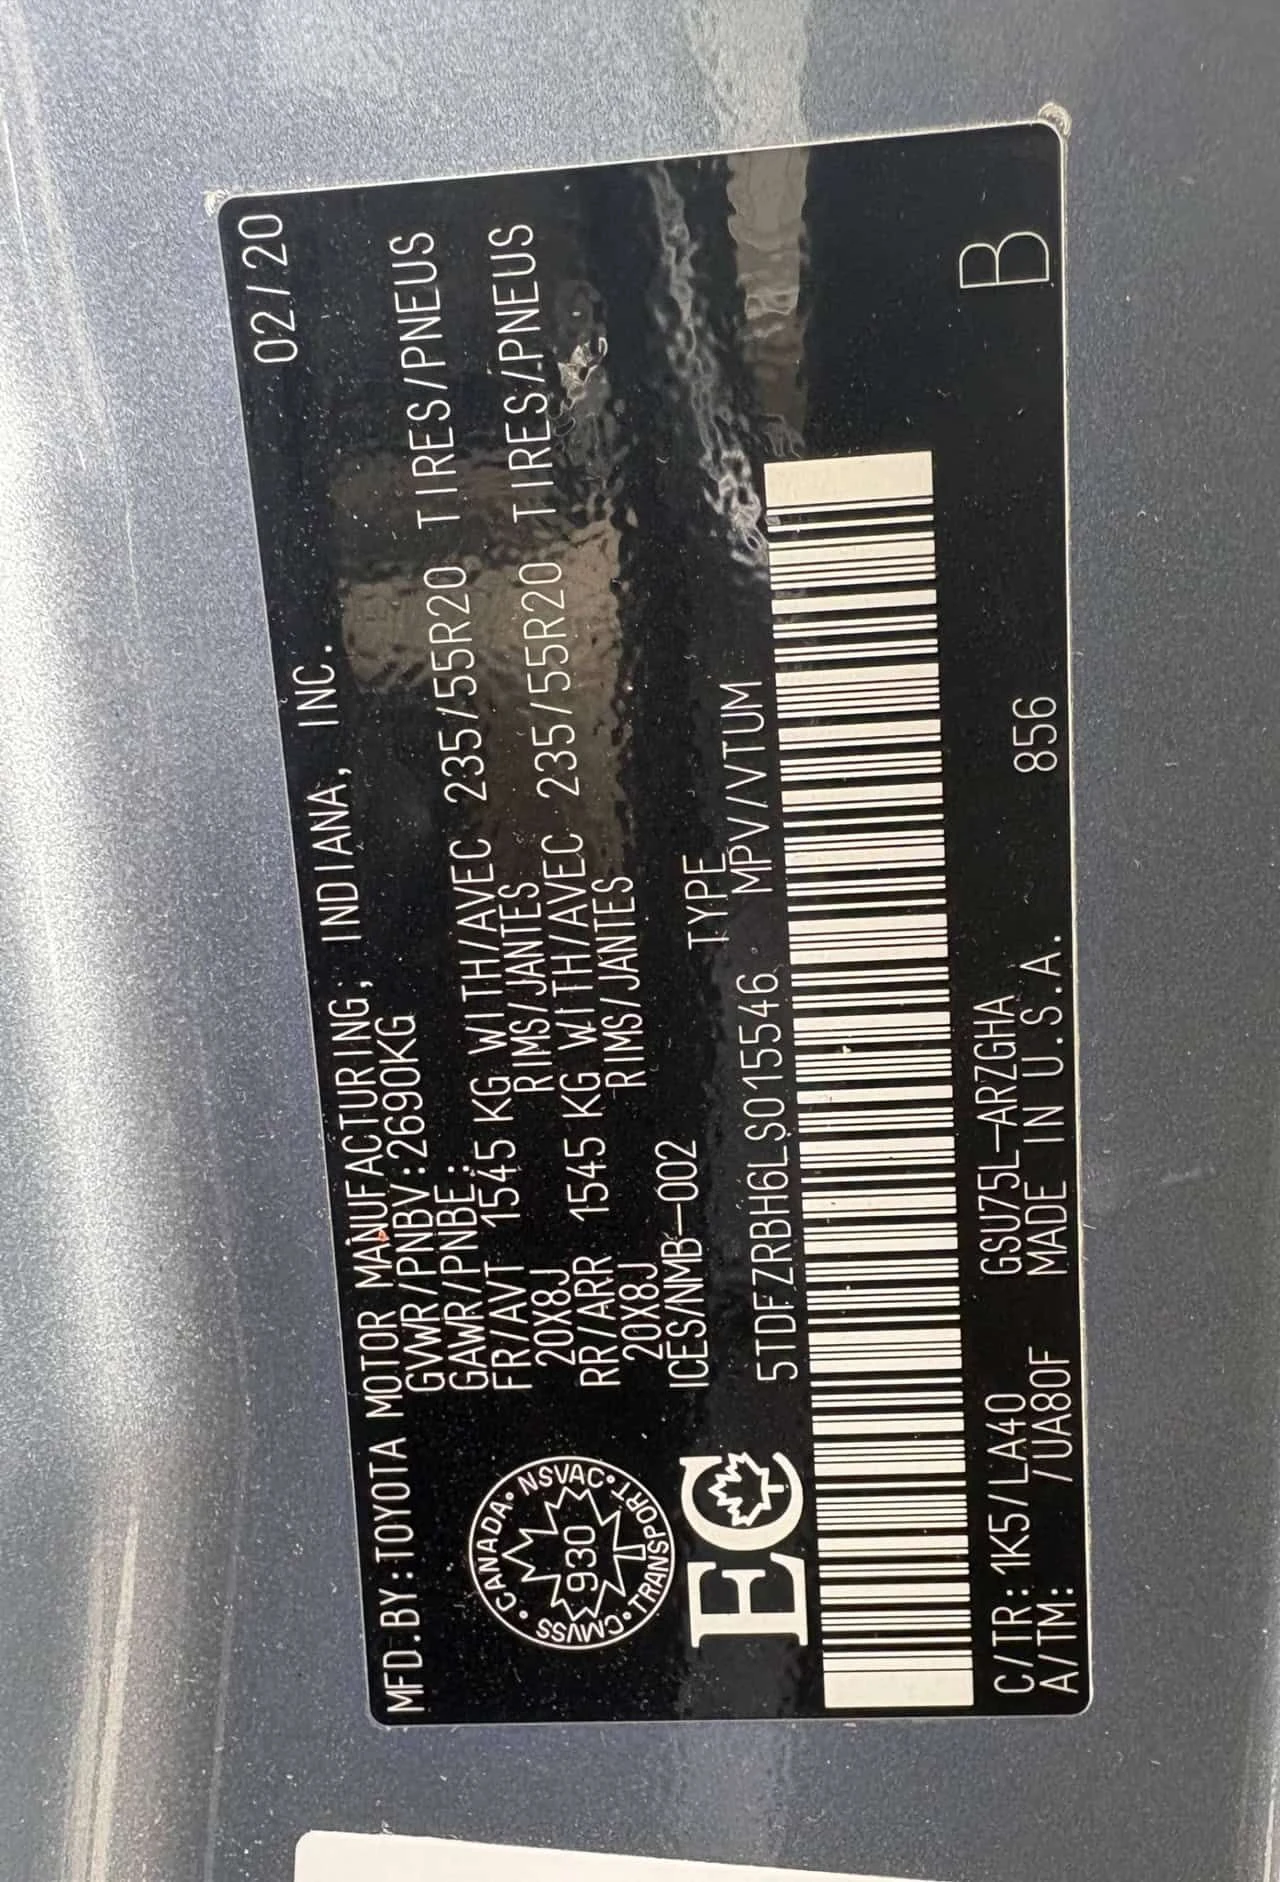 MFD.BY:TOYOTA MOTOR MANUFACTURING, INDIANA, INC. 02/20
GVWR/PNBV:2690KG
GAWR/PNBE:
FR/AVT 1545 KG WITH/AVEC 235/55R20 TIRES/PNEUS
20X8J RIMS/JANTES
RR/ARR 1545 KG WITH/AVEC 235/55R20 TIRES/PNEUS
20X8J RIMS/JANTES
ICES/NMB-002
TYPE
5TDFZRBH6LS015546 MPV/VTUM
CANADA • NSVAC • TRANSPORT • CMVSS
930
EC
C/TR: 1K5/LA40 GSU75L-ARZGHA
A/TM: /UA80F MADE IN U.S.A. 856
B